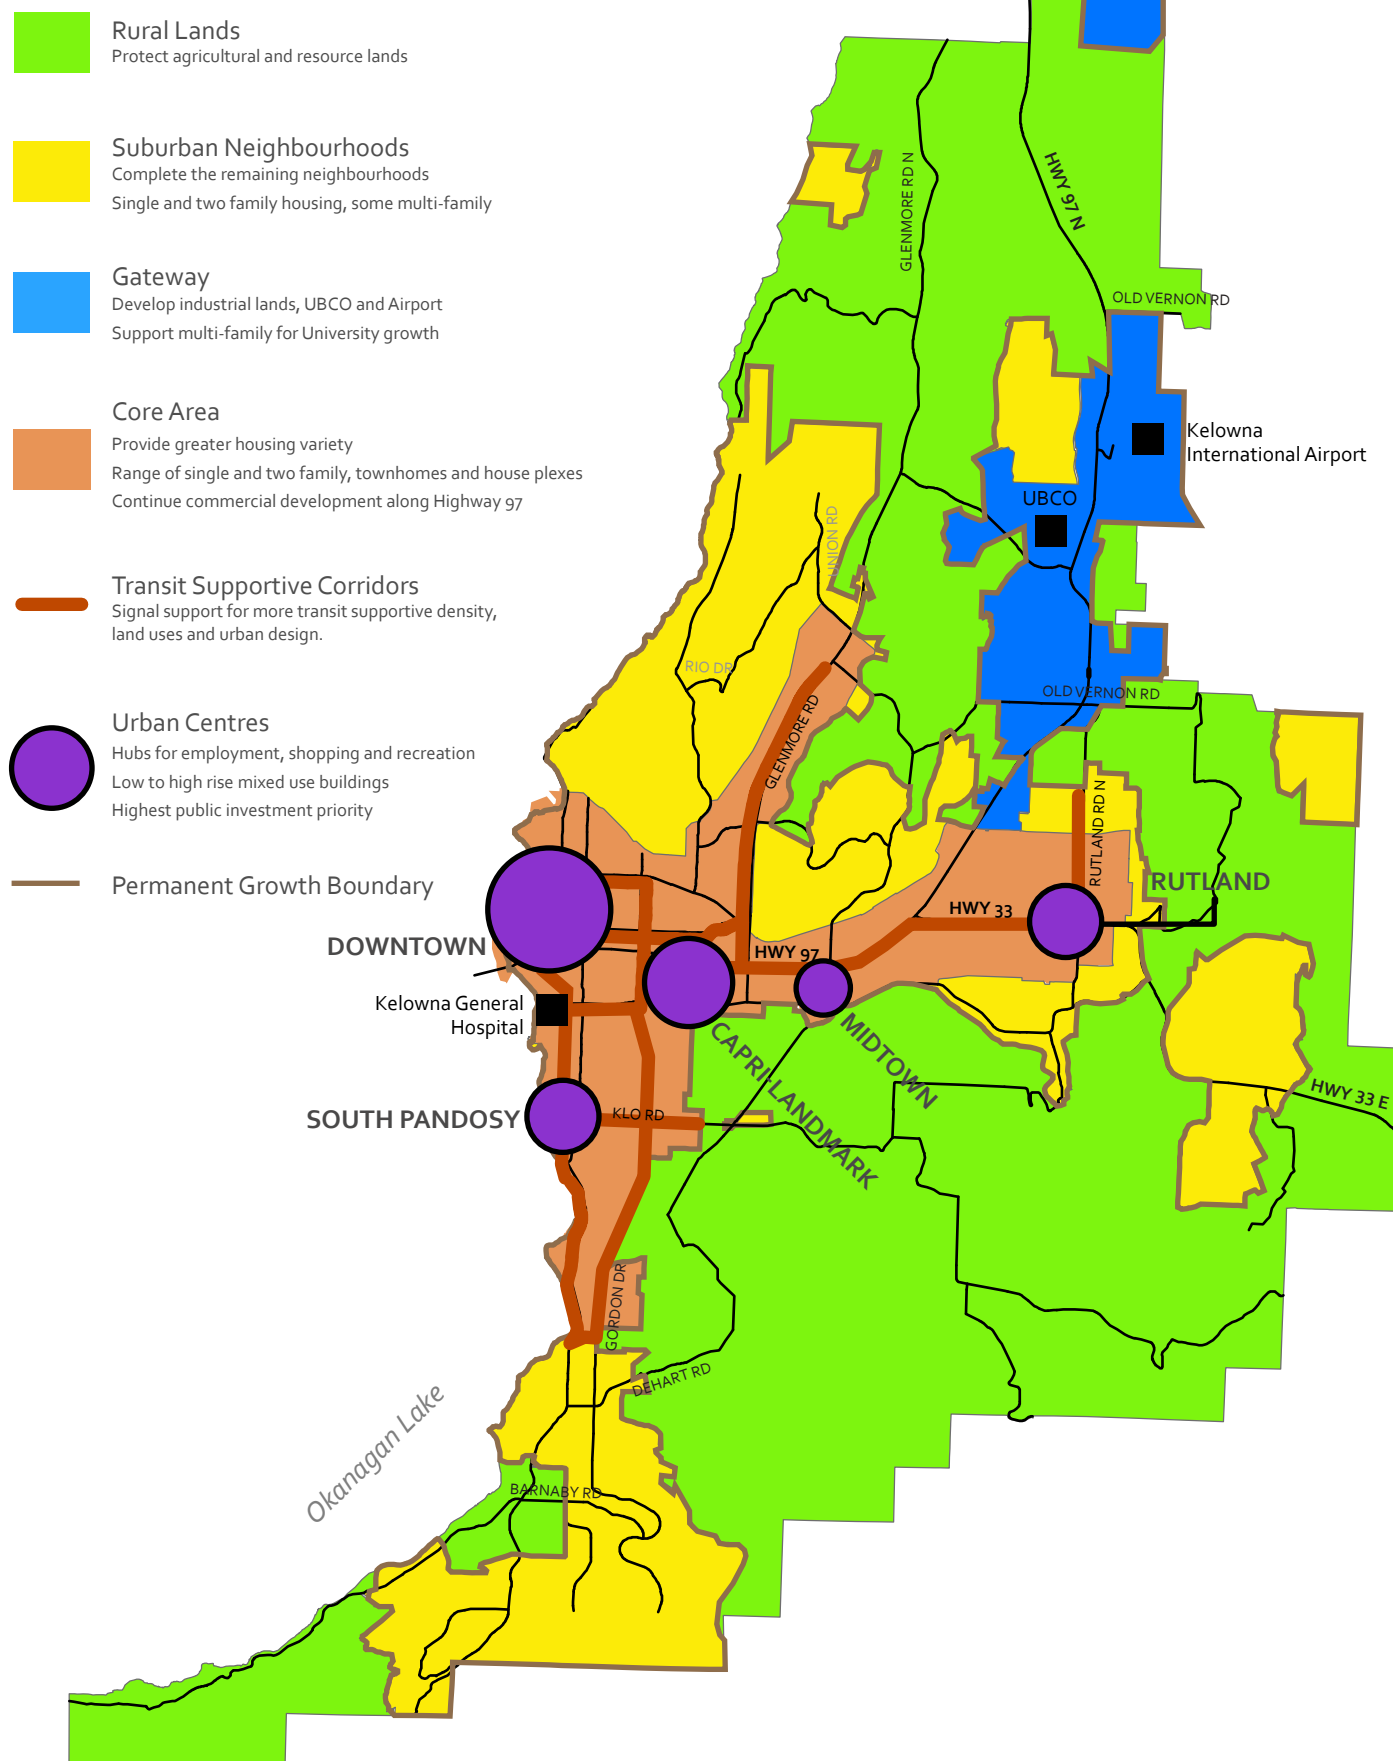 Rural Lands
Protect agricultural and resource lands
Suburban Neighbourhoods
Complete the remaining neighbourhoods
Single and two family housing, some multi-family
Gateway
Develop industrial lands, UBCO and Airport
Support multi-family for University growth
Core Area
Provide greater housing variety
Range of single and two family, townhomes and house plexes
Continue commercial development along Highway 97
Transit Supportive Corridors
Signal support for more transit supportive density,
land uses and urban design.
Urban Centres
Hubs for employment, shopping and recreation
Low to high rise mixed use buildings
Highest public investment priority
Permanent Growth Boundary
GLENMORE RD N
HWY 97 N
OLD VERNON RD
Kelowna
International Airport
UBCO
UNION RD
RIO DR
OLD VERNON RD
GLENMORE RD
RUTLAND RD N
RUTLAND
HWY 33
DOWNTOWN
HWY 97
Kelowna General
Hospital
CAPRI-LANDMARK
MIDTOWN
HWY 33 E
SOUTH PANDOSY
KLO RD
GORDON DR
DEHART RD
Okanagan Lake
BARNABY RD